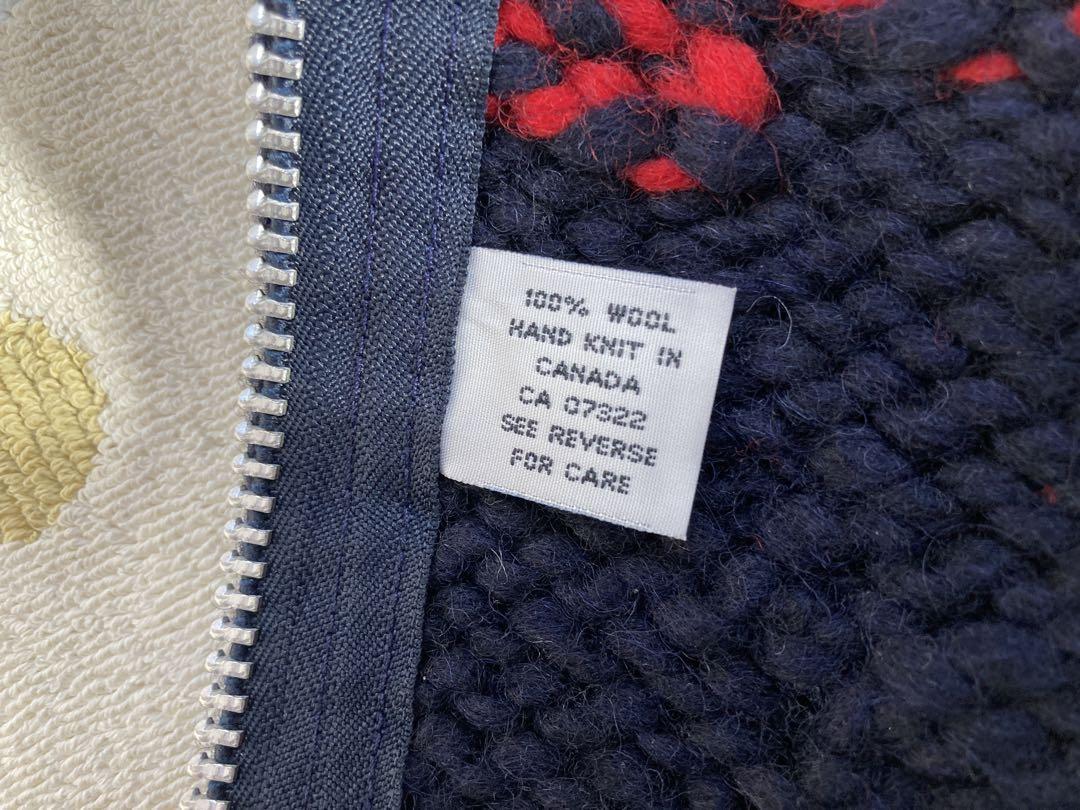 100% WOOL
HAND KNIT IN
CANADA
CA 07322
SEE REVERSE
FOR CARE